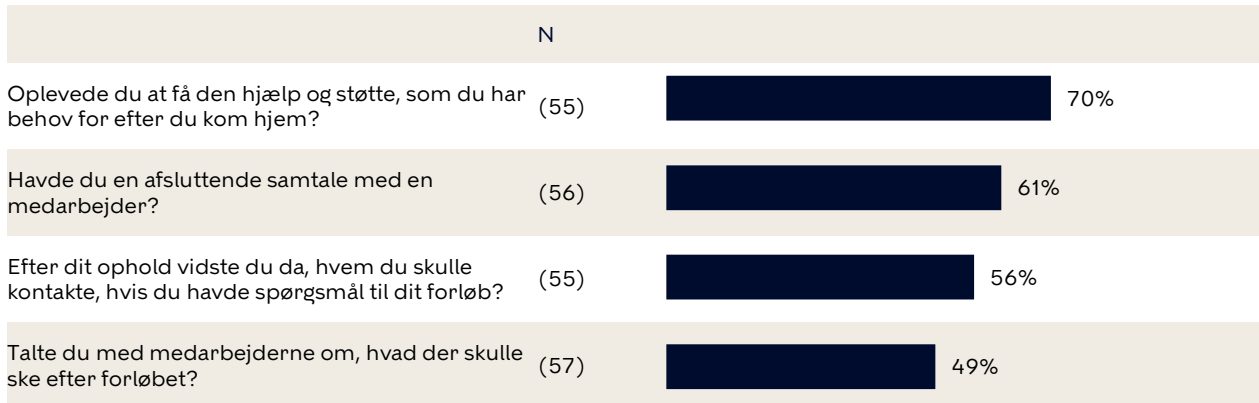 N
Oplevede du at få den hjælp og støtte, som du har
behov for efter du kom hjem?
(55)
70%
Havde du en afsluttende samtale med en
medarbejder?
(56)
61%
Efter dit ophold vidste du da, hvem du skulle
kontakte, hvis du havde spørgsmål til dit forløb?
(55)
56%
Talte du med medarbejderne om, hvad der skulle
ske efter forløbet?
(57)
49%